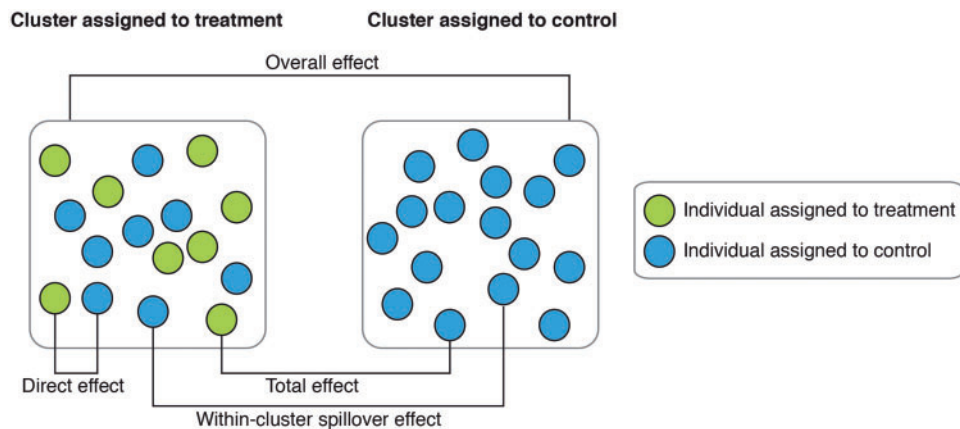 Cluster assigned to treatment
Cluster assigned to control
Overall effect
Individual assigned to treatment
Individual assigned to control
Direct effect
Total effect
Within-cluster spillover effect